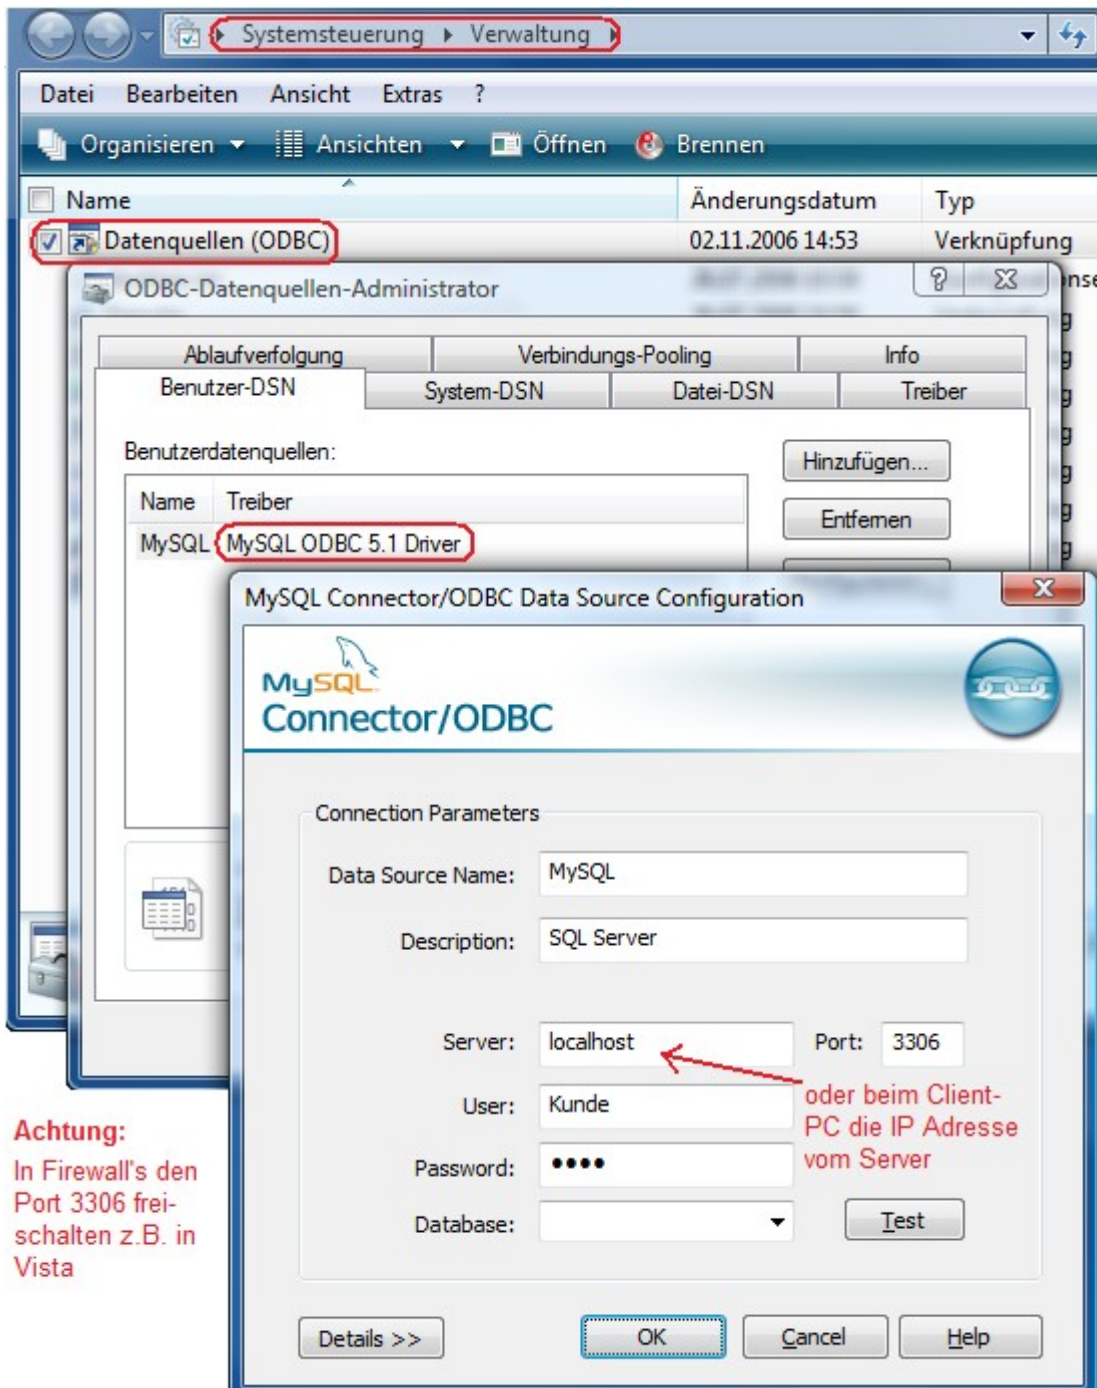 Systemsteuerung Verwaltung
Datei Bearbeiten Ansicht Extras ?
Organisieren Ansichten Öffnen Brennen
Name Änderungsdatum Typ
Datenquellen (ODBC) 02.11.2006 14:53 Verknüpfung
ODBC-Datenquellen-Administrator
Ablaufverfolgung Verbindungs-Pooling Info
Benutzer-DSN System-DSN Datei-DSN Treiber
Benutzerdatenquellen:
Hinzufügen...
Name Treiber
Entfernen
MySQL MySQL ODBC 5.1 Driver
MySQL Connector/ODBC Data Source Configuration
MySQL
Connector/ODBC
Connection Parameters
Data Source Name: MySQL
Description: SQL Server
Server: localhost Port: 3306
User: Kunde
Password: ••••
Database:
Test
oder beim Client-
PC die IP Adresse
vom Server
Details >> OK Cancel Help
Achtung:
In Firewall's den
Port 3306 frei-
schalten z.B. in
Vista